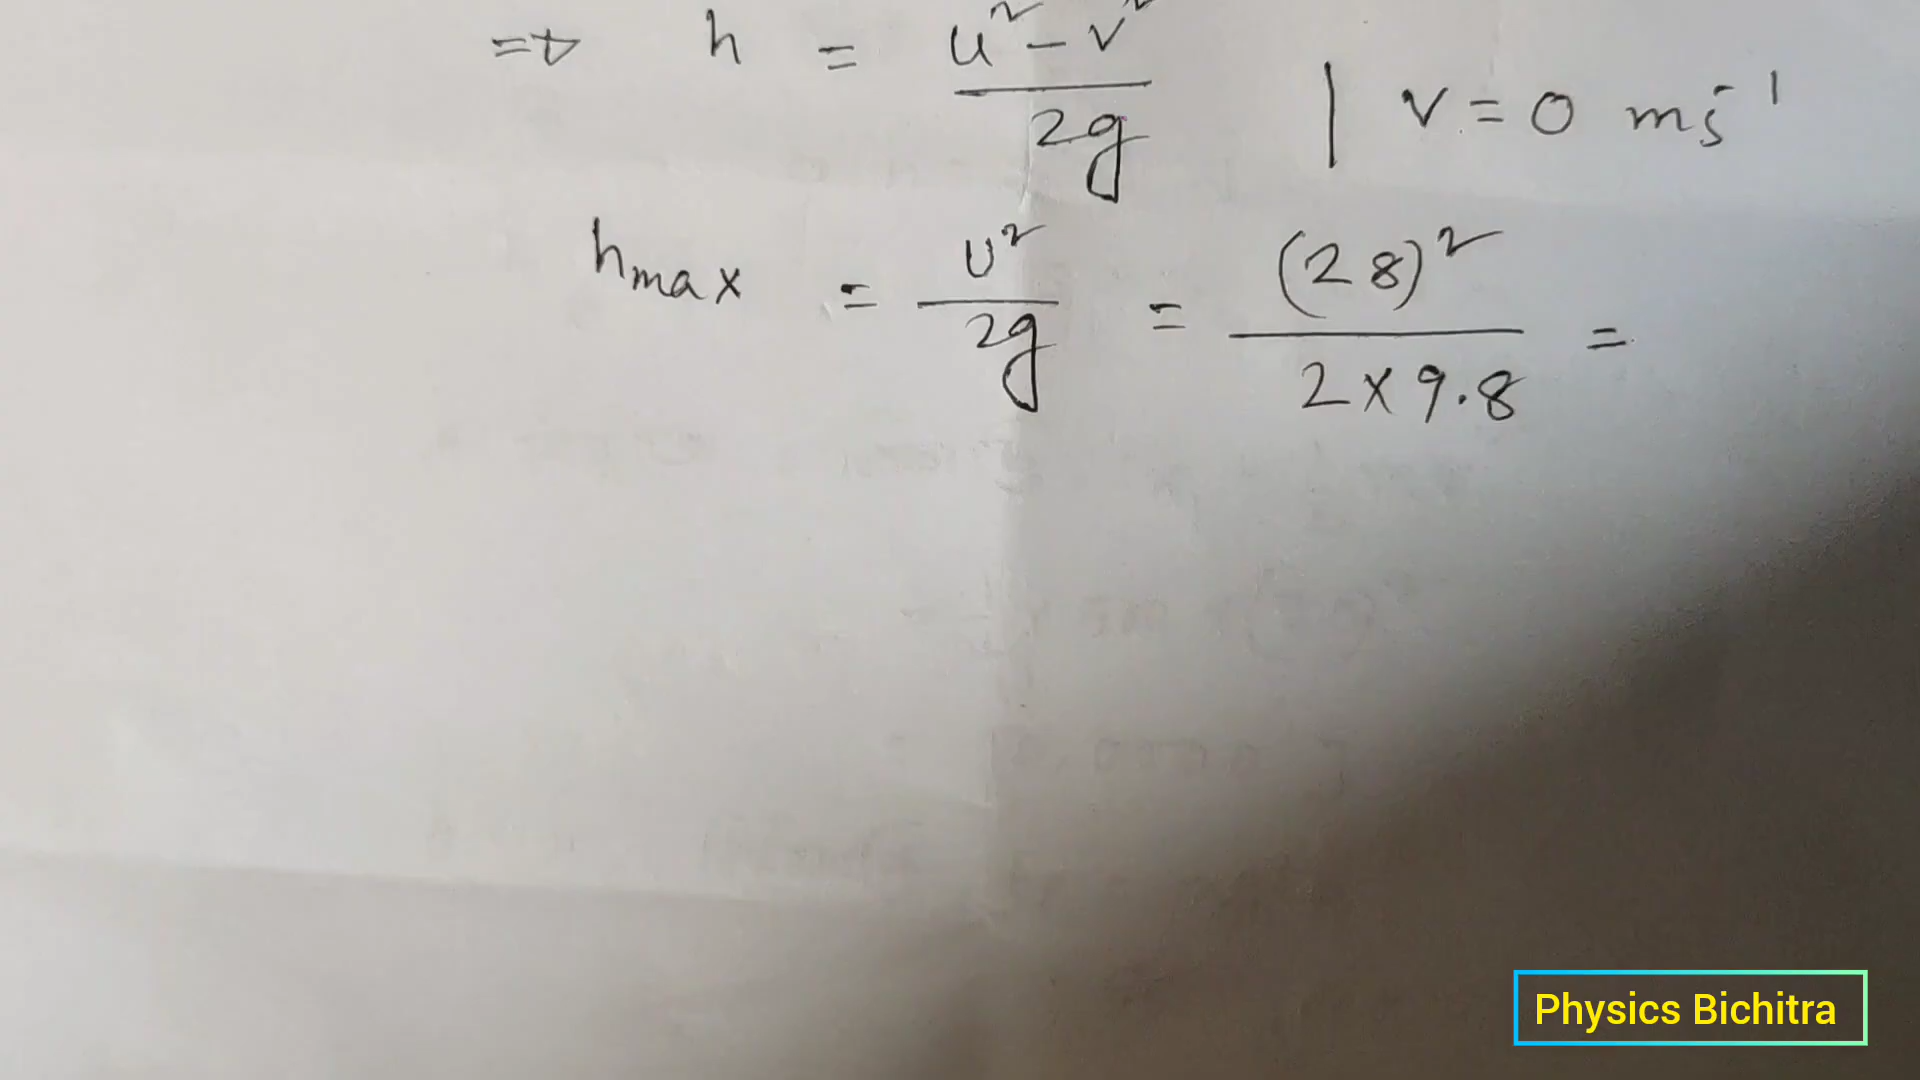 ⇒ h = u² - v² / 2g | v = 0 ms⁻¹
hmax = u² / 2g = (28)² / 2×9.8 =
Physics Bichitra